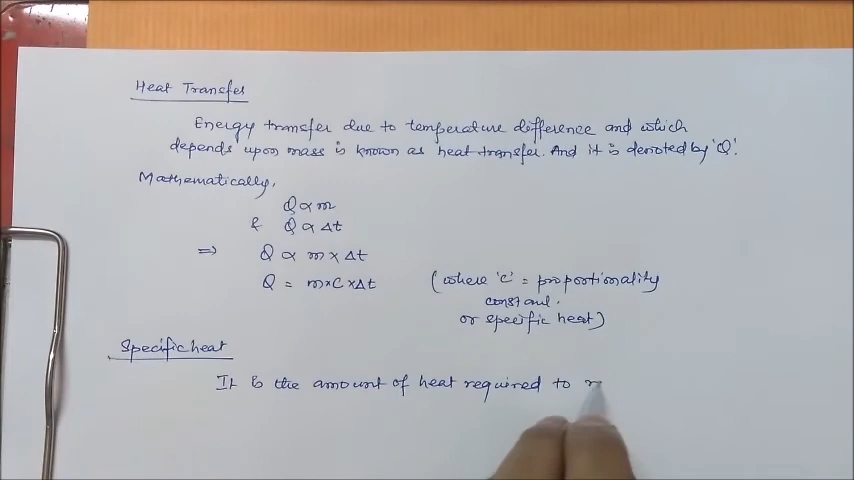 Heat Transfer
Energy transfer due to temperature difference and which
depends upon mass is known as heat transfer. And it is denoted by 'Q'.
Mathematically,
Q ∝ m
& Q ∝ Δt
⇒ Q ∝ m × Δt
Q = m×C×Δt (where 'C' = proportionality
constant.
or specific heat)
Specific heat
It is the amount of heat required to r